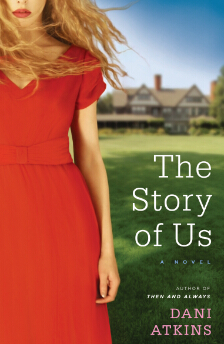 The
Story
of Us
A NOVEL
AUTHOR OF
THEN AND ALWAYS
DANI
ATKINS